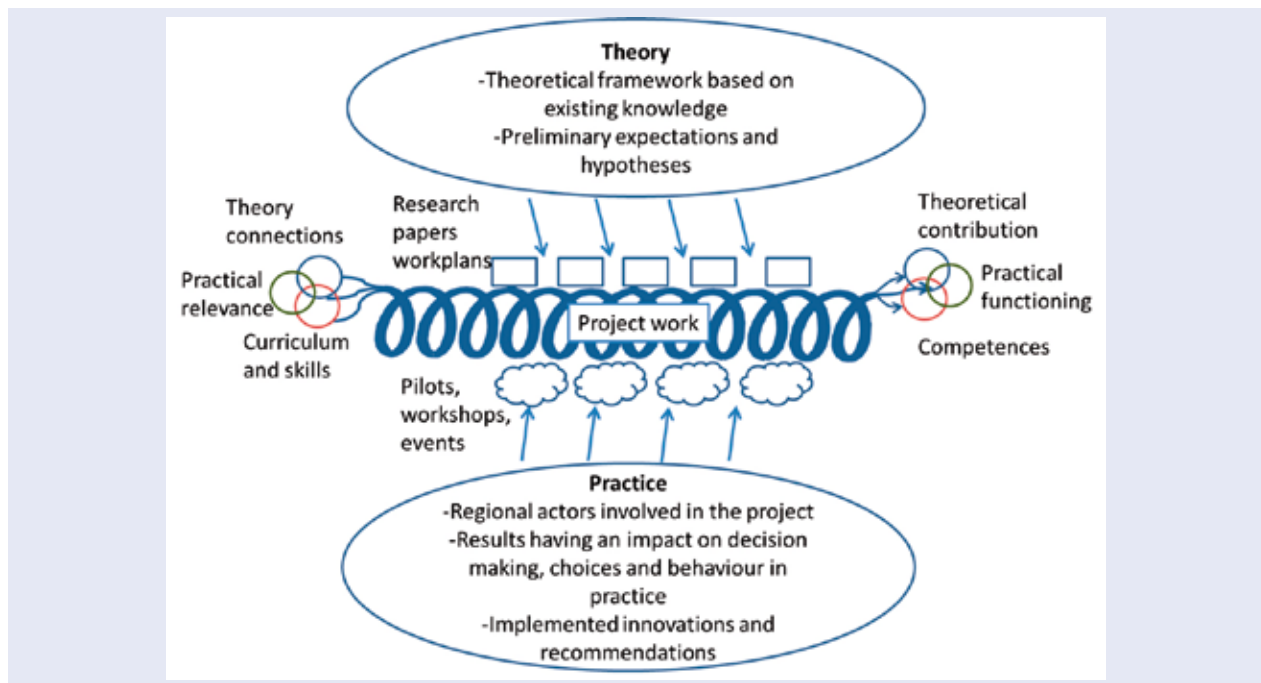 Theory
-Theoretical framework based on
existing knowledge
-Preliminary expectations and
hypotheses
Theory
connections
Practical
relevance
Curriculum
and skills
Research
papers
workplans
Project work
Pilots,
workshops,
events
Theoretical
contribution
Practical
functioning
Competences
Practice
-Regional actors involved in the project
-Results having an impact on decision
making, choices and behaviour in
practice
-Implemented innovations and
recommendations